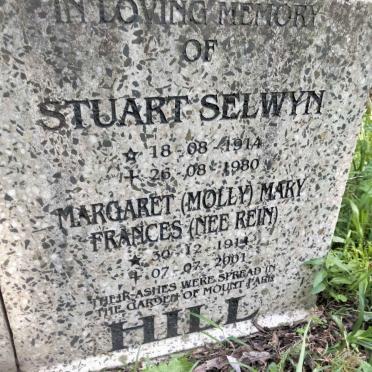 IN LOVING MEMORY
OF
STUART SELWYN
☆ 18-08-1914
+ 26-08-1980
MARGARET (MOLLY) MARY
FRANCES (NEE REIN)
★ 30-12-1914
+ 07-07-2001
THEIR ASHES WERE SPREAD IN
THE GARDEN OF MOUNT PARK
HILL